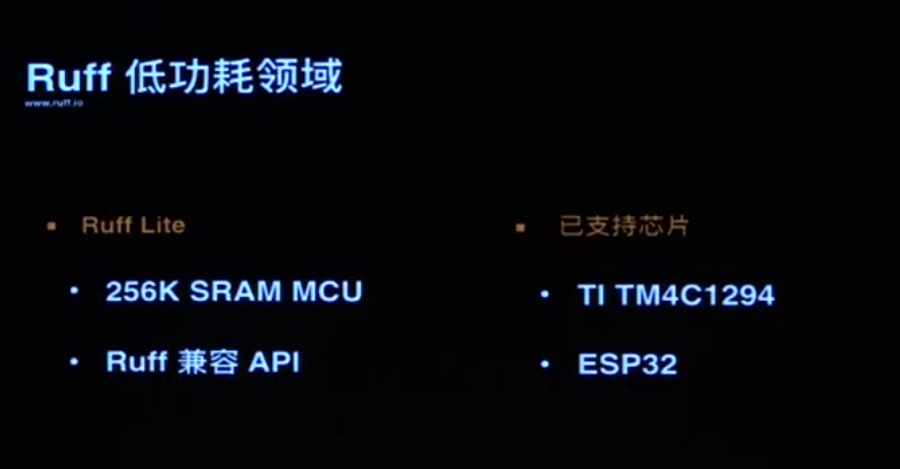 Ruff 低功耗领域
www.ruff.io
Ruff Lite
256K SRAM MCU
Ruff 兼容 API
已支持芯片
TI TM4C1294
ESP32